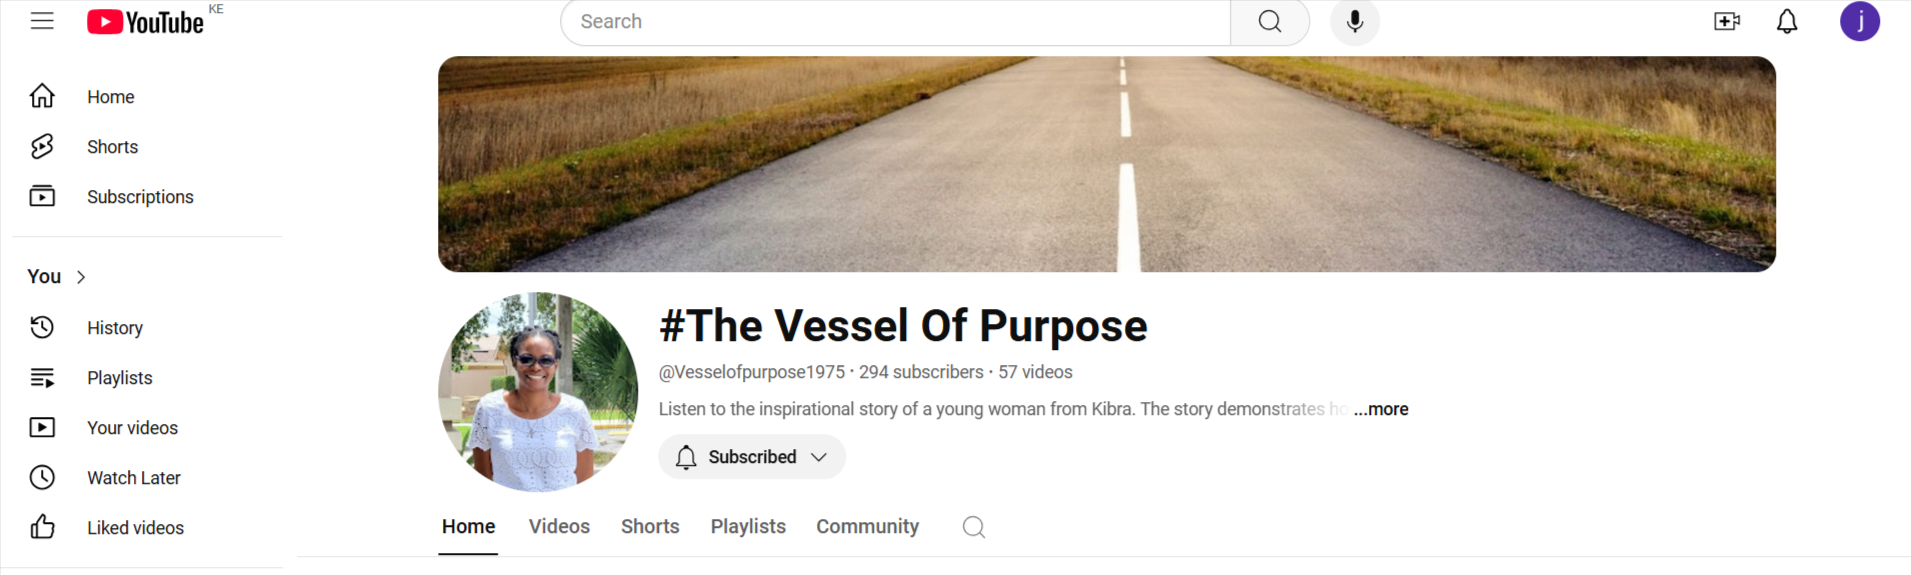 YouTube KE
Search
j
Home
Shorts
Subscriptions
You
History
Playlists
Your videos
Watch Later
Liked videos
#The Vessel Of Purpose
@Vesselofpurpose1975 · 294 subscribers · 57 videos
Listen to the inspirational story of a young woman from Kibra. The story demonstrates ...more
Subscribed
Home Videos Shorts Playlists Community